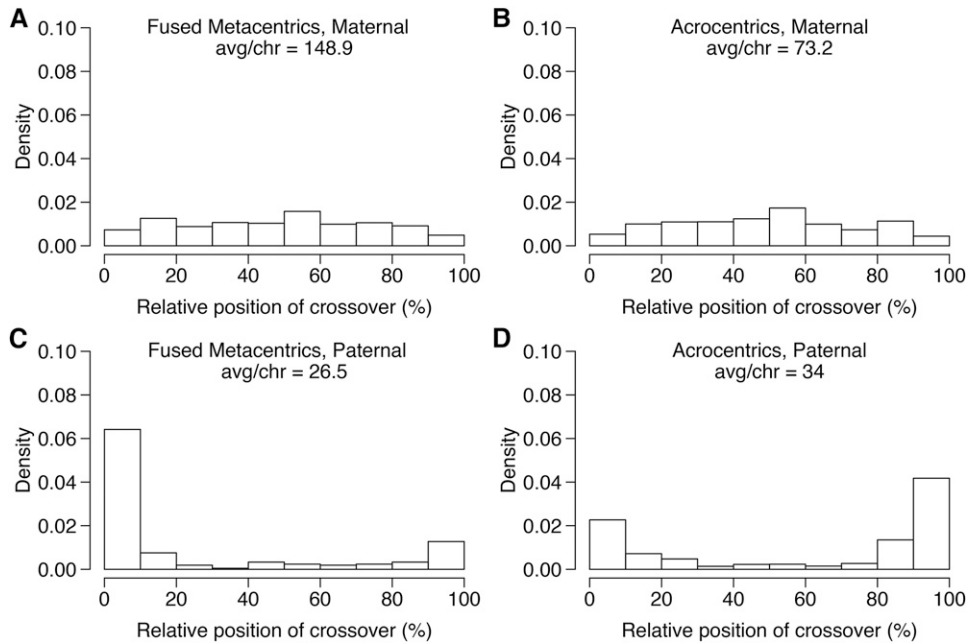 A
Fused Metacentrics, Maternal
avg/chr = 148.9
0.10
0.08
0.06
0.04
0.02
0.00
Density
0 20 40 60 80 100
Relative position of crossover (%)
B
Acrocentrics, Maternal
avg/chr = 73.2
0.10
0.08
0.06
0.04
0.02
0.00
Density
0 20 40 60 80 100
Relative position of crossover (%)
C
Fused Metacentrics, Paternal
avg/chr = 26.5
0.10
0.08
0.06
0.04
0.02
0.00
Density
0 20 40 60 80 100
Relative position of crossover (%)
D
Acrocentrics, Paternal
avg/chr = 34
0.10
0.08
0.06
0.04
0.02
0.00
Density
0 20 40 60 80 100
Relative position of crossover (%)